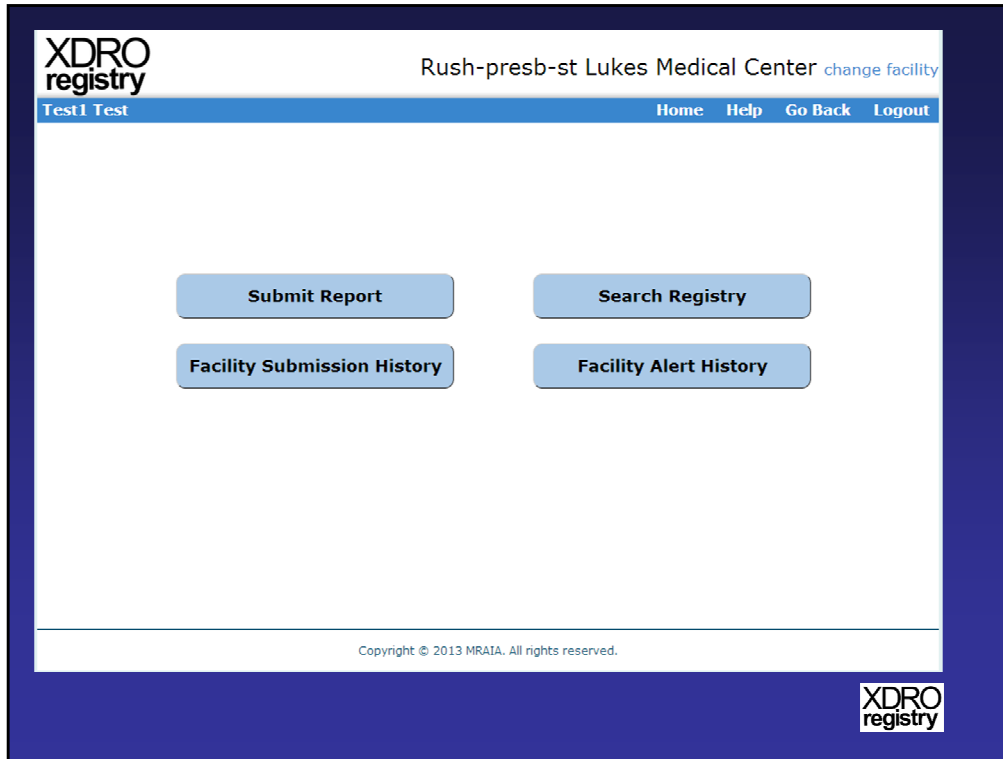 XDRO
registry
Rush-presb-st Lukes Medical Center change facility
Test1 Test Home Help Go Back Logout
Submit Report Search Registry
Facility Submission History Facility Alert History
Copyright © 2013 MRAIA. All rights reserved.
XDRO
registry